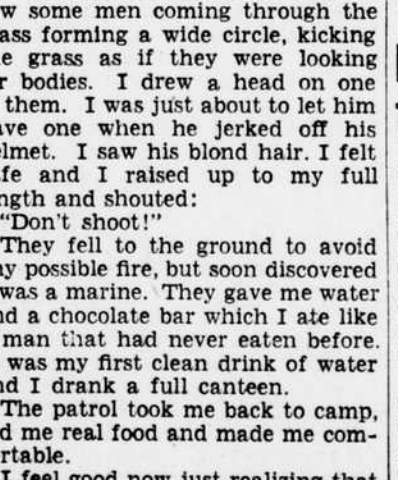 w some men coming through the
ass forming a wide circle, kicking
e grass as if they were looking
r bodies. I drew a head on one
them. I was just about to let him
ave one when he jerked off his
elmet. I saw his blond hair. I felt
fe and I raised up to my full
ngth and shouted:
"Don't shoot!"
They fell to the ground to avoid
ny possible fire, but soon discovered
was a marine. They gave me water
nd a chocolate bar which I ate like
man that had never eaten before.
was my first clean drink of water
nd I drank a full canteen.
The patrol took me back to camp,
d me real food and made me com-
rtable.
I feel good now just realizing that